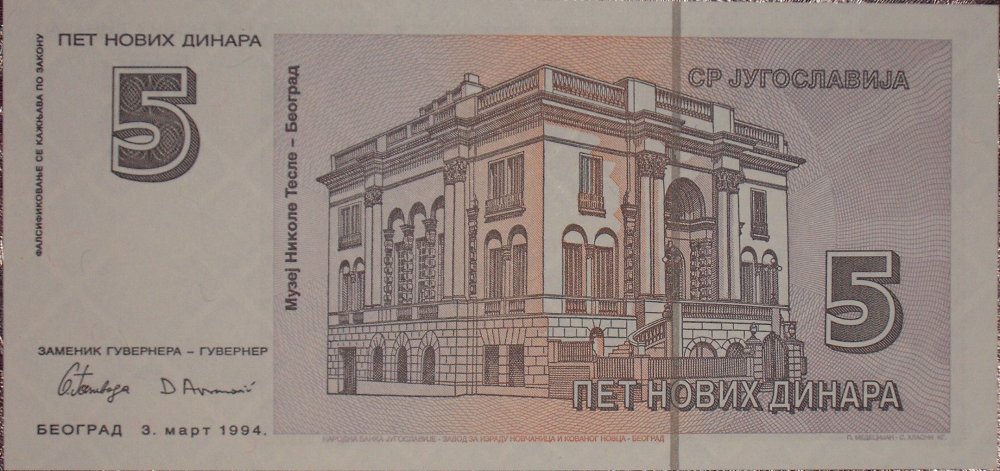 ПЕТ НОВИХ ДИНАРА
5
ФАЛСИФИКОВАЊЕ СЕ КАЖЊАВА ПО ЗАКОНУ
Музеј Николе Тесле – Београд
СР ЈУГОСЛАВИЈА
5
ПЕТ НОВИХ ДИНАРА
ЗАМЕНИК ГУВЕРНЕРА – ГУВЕРНЕР
БЕОГРАД 3. март 1994.
НАРОДНА БАНКА ЈУГОСЛАВИЈЕ - ЗАВОД ЗА ИЗРАДУ НОВЧАНИЦА И КОВАНОГ НОВЦА - БЕОГРАД